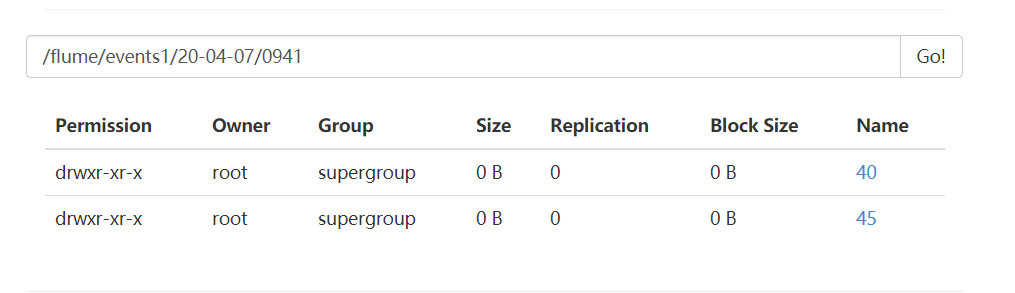 /flume/events1/20-04-07/0941 Go!
Permission Owner Group Size Replication Block Size Name
drwxr-xr-x root supergroup 0 B 0 0 B 40
drwxr-xr-x root supergroup 0 B 0 0 B 45